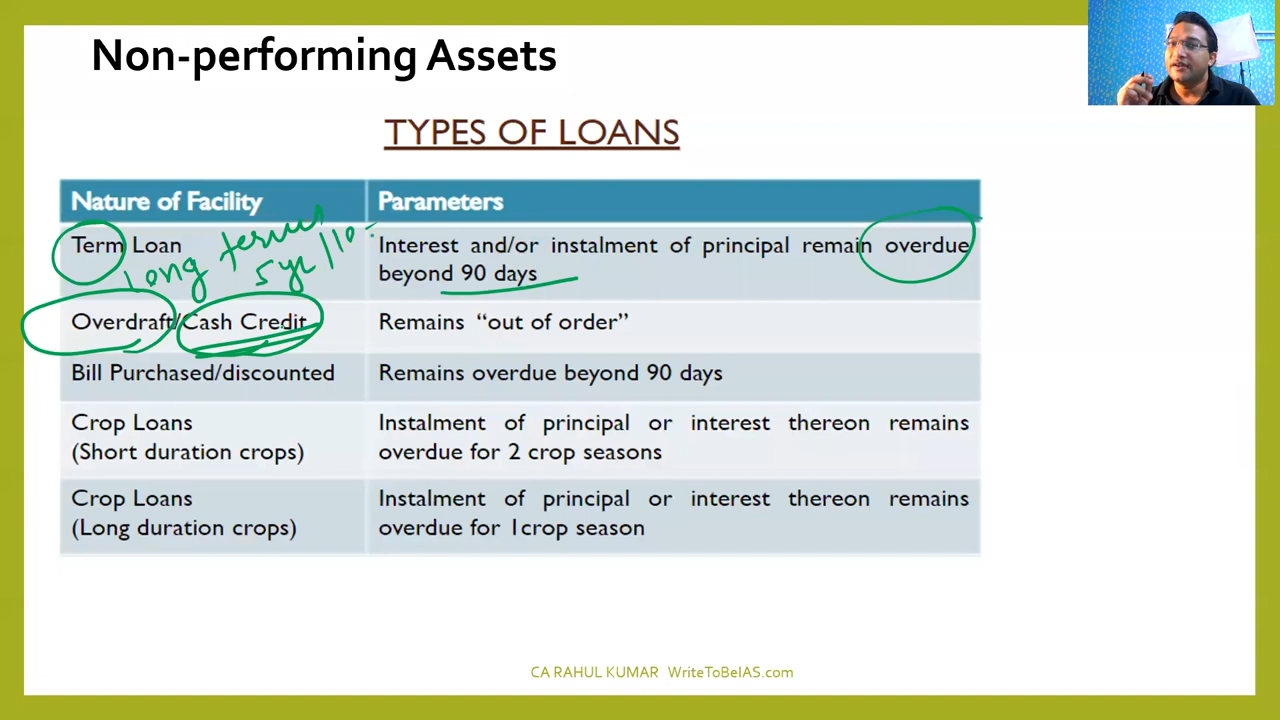 Non-performing Assets
TYPES OF LOANS
Nature of Facility
Parameters
Term Loan
Interest and/or instalment of principal remain overdue
beyond 90 days
Long terms
5 yr / 10
Overdraft/Cash Credit
Remains "out of order"
Bill Purchased/discounted
Remains overdue beyond 90 days
Crop Loans
(Short duration crops)
Instalment of principal or interest thereon remains
overdue for 2 crop seasons
Crop Loans
(Long duration crops)
Instalment of principal or interest thereon remains
overdue for 1crop season
CA RAHUL KUMAR WriteToBeIAS.com